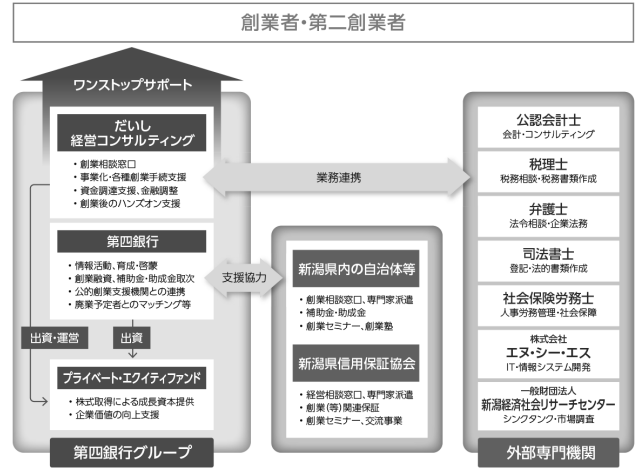 創業者・第二創業者
ワンストップサポート
だいし
経営コンサルティング
・創業相談窓口
・事業化・各種創業手続支援
・資金調達支援、金融調整
・創業後のハンズオン支援
第四銀行
・情報活動、育成・啓蒙
・創業融資、補助金・助成金取次
・公的創業支援機関との連携
・廃業予定者とのマッチング等
出資・運営
出資
プライベート・エクイティファンド
・株式取得による成長資本提供
・企業価値の向上支援
第四銀行グループ
業務連携
支援協力
新潟県内の自治体等
・創業相談窓口、専門家派遣
・補助金・助成金
・創業セミナー、創業塾
新潟県信用保証協会
・経営相談窓口、専門家派遣
・創業(等)関連保証
・創業セミナー、交流事業
公認会計士
会計・コンサルティング
税理士
税務相談・税務書類作成
弁護士
法令相談・企業法務
司法書士
登記・法的書類作成
社会保険労務士
人事労務管理・社会保障
株式会社
エヌ・シー・エス
IT・情報システム開発
一般財団法人
新潟経済社会リサーチセンター
シンクタンク・市場調査
外部専門機関